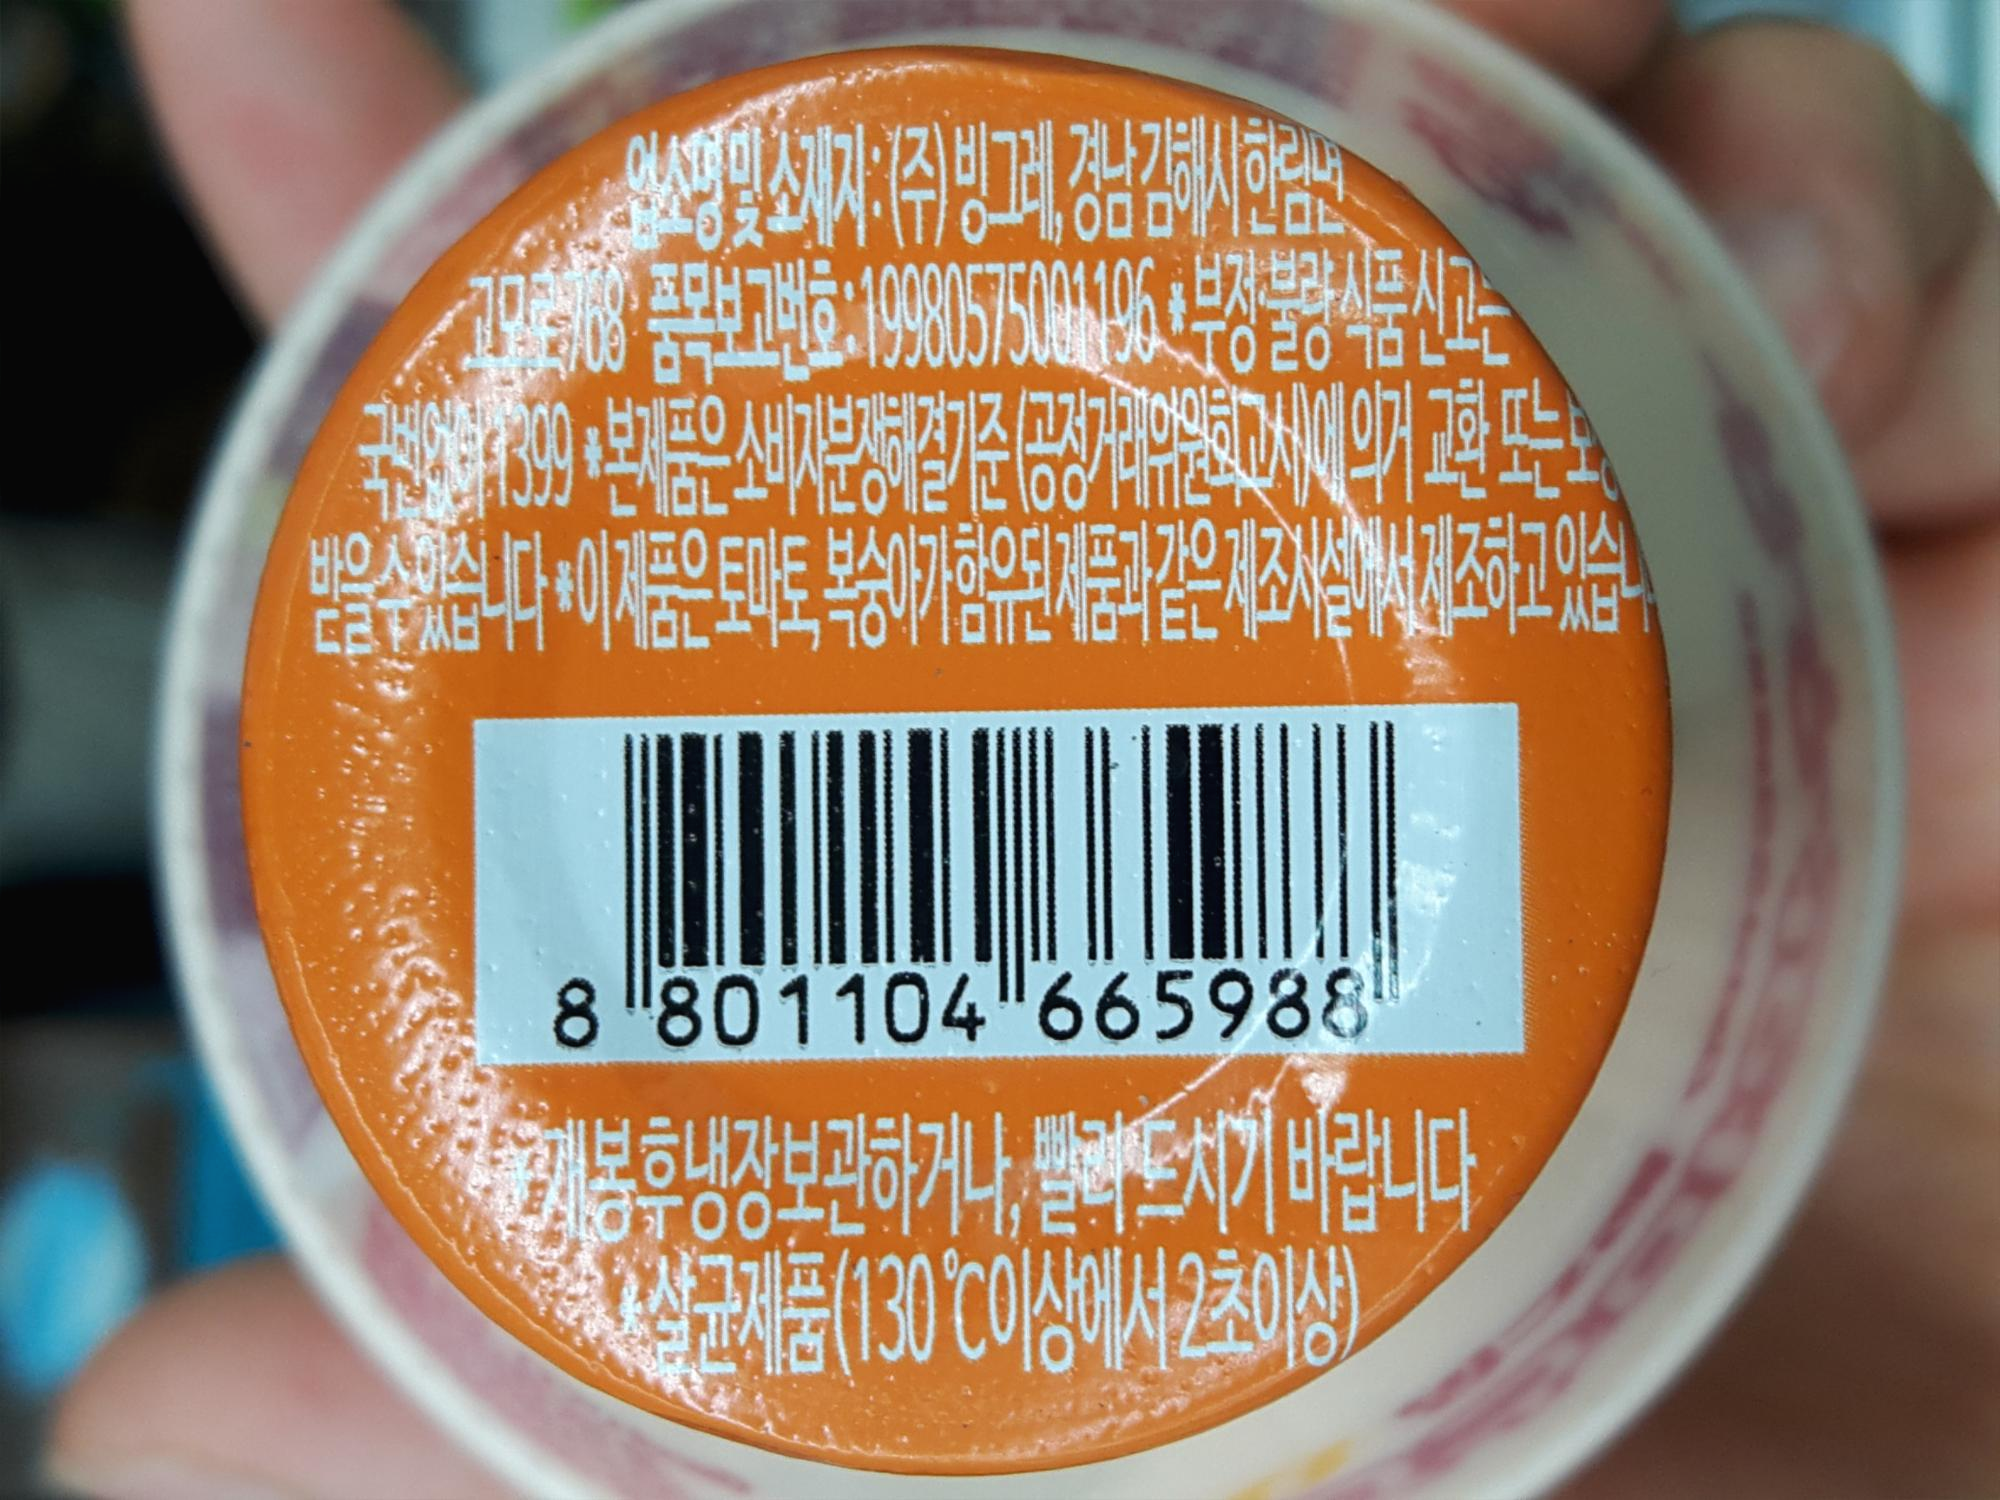 업소명 및 소재지 : (주) 빙그레, 경남 김해시 한림면
고모로 768 품목보고번호 : 19980575001196 * 부정·불량 식품 신고는
국번없이 1399 * 본 제품은 소비자분쟁해결기준 (공정거래위원회 고시)에 의거 교환 또는 보상
받을 수 있습니다 * 이 제품은 토마토, 복숭아가 함유된 제품과 같은 제조시설에서 제조하고 있습니다
8 801104 665988
* 개봉 후 냉장보관하거나, 빨리 드시기 바랍니다
* 살균제품(130℃이상에서 2초이상)